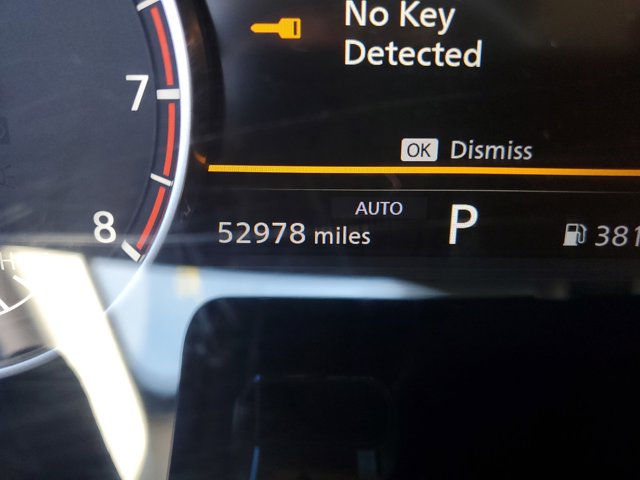 No Key
Detected
7
OK Dismiss
AUTO
8
52978 miles
P
381